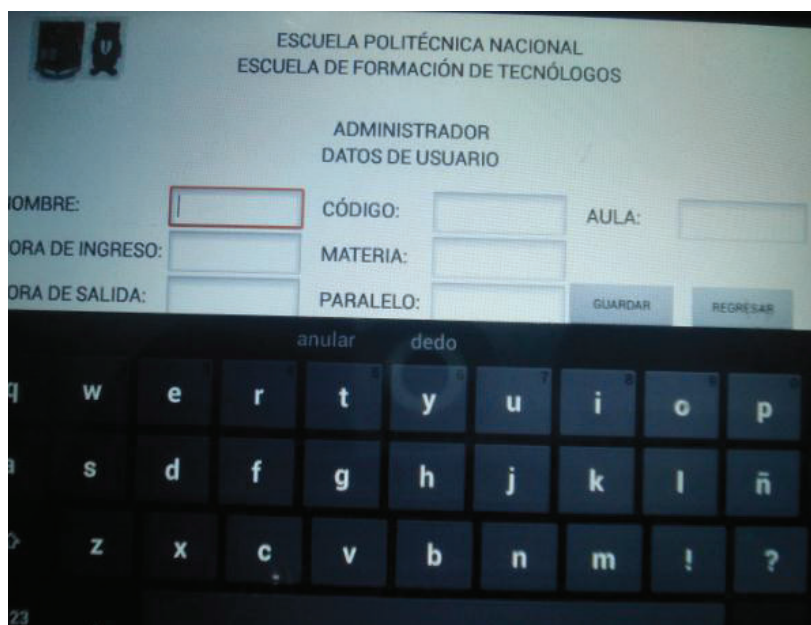 ESCUELA POLITÉCNICA NACIONAL
ESCUELA DE FORMACIÓN DE TECNÓLOGOS
ADMINISTRADOR
DATOS DE USUARIO
OMBRE: CÓDIGO: AULA:
ORA DE INGRESO: MATERIA:
ORA DE SALIDA: PARALELO: GUARDAR REGRESAR
anular dedo
q w e r t y u i o p
a s d f g h j k l ñ
z x c v b n m ! ?
23